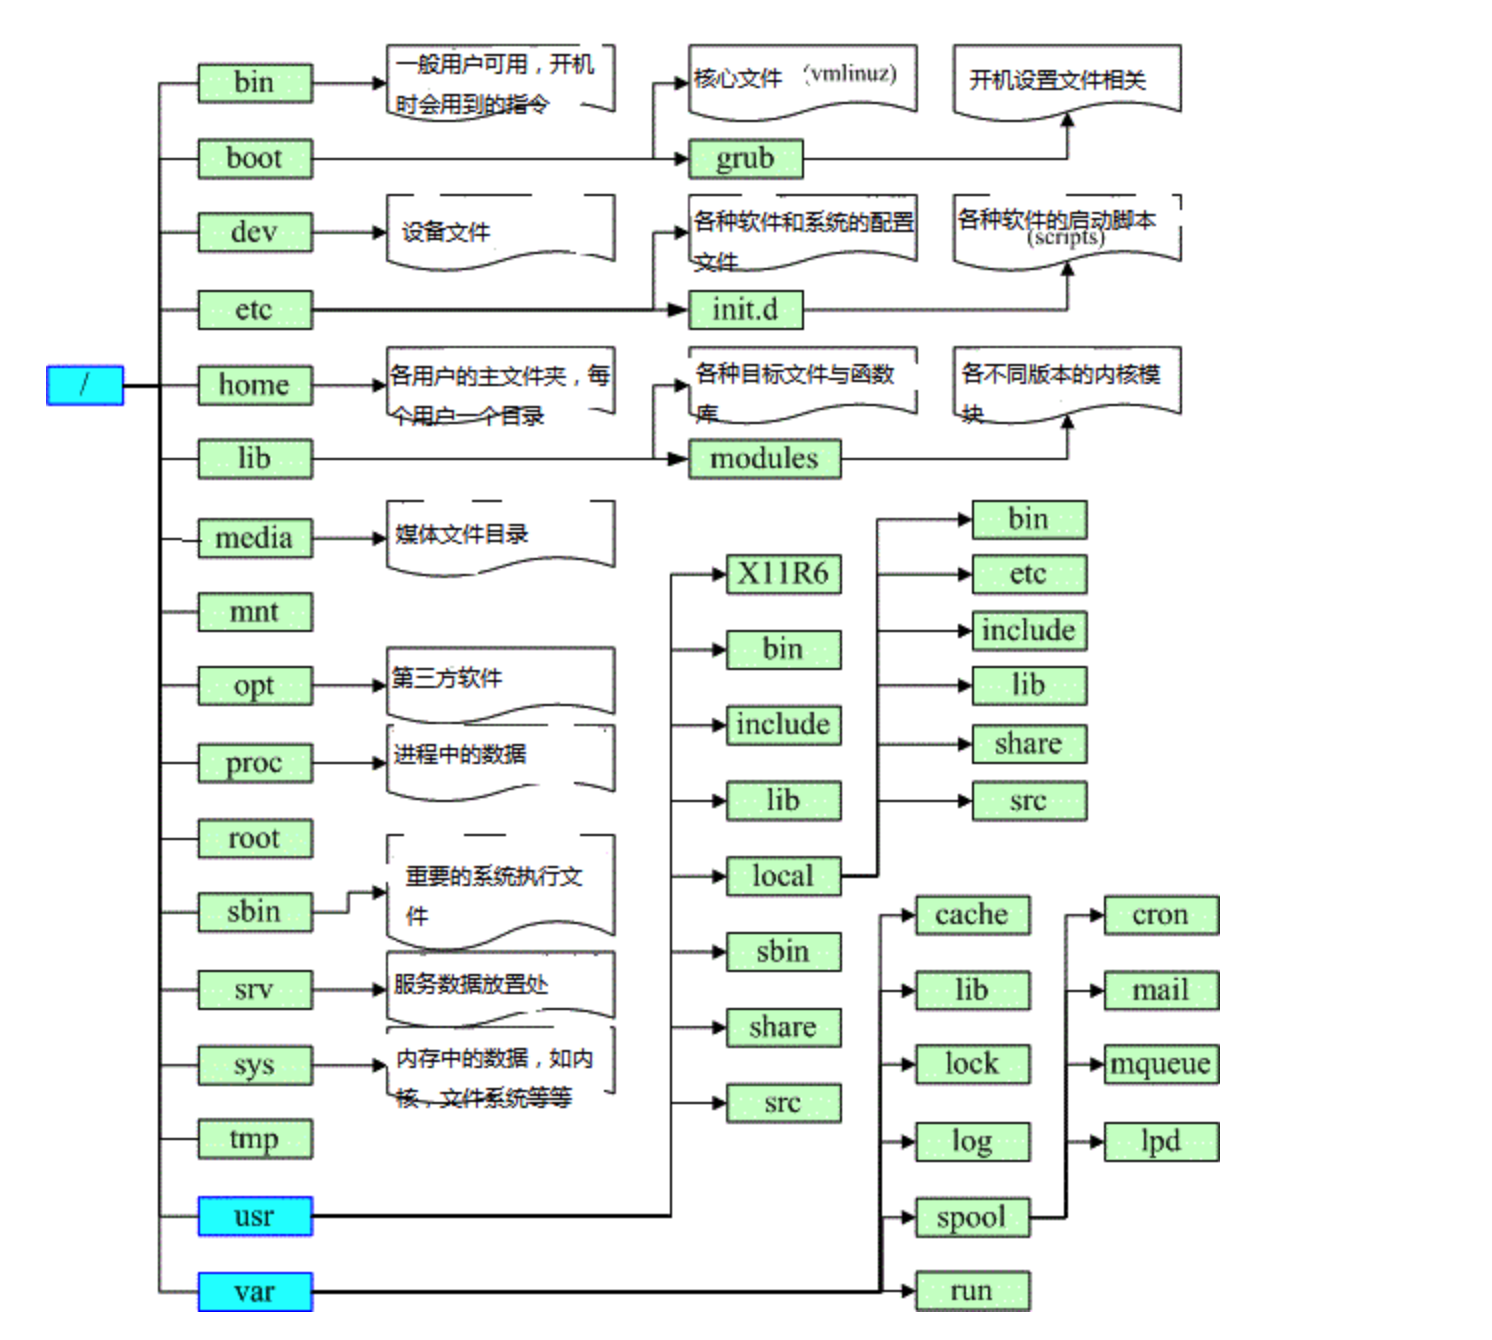 bin
一般用户可用，开机
时会用到的指令
核心文件 (vmlinuz)
开机设置文件相关
boot
grub
dev
设备文件
各种软件和系统的配置
文件
各种软件的启动脚本
(scripts)
etc
init.d
/
home
各用户的主文件夹，每
个用户一个目录
各种目标文件与函数
库
各不同版本的内核模
块
lib
modules
media
媒体文件目录
mnt
opt
第三方软件
proc
进程中的数据
root
sbin
重要的系统执行文
件
srv
服务数据放置处
sys
内存中的数据，如内
核，文件系统等等
tmp
usr
var
X11R6
bin
include
lib
local
sbin
share
src
bin
etc
include
lib
share
src
cache
lib
lock
log
spool
run
cron
mail
mqueue
lpd